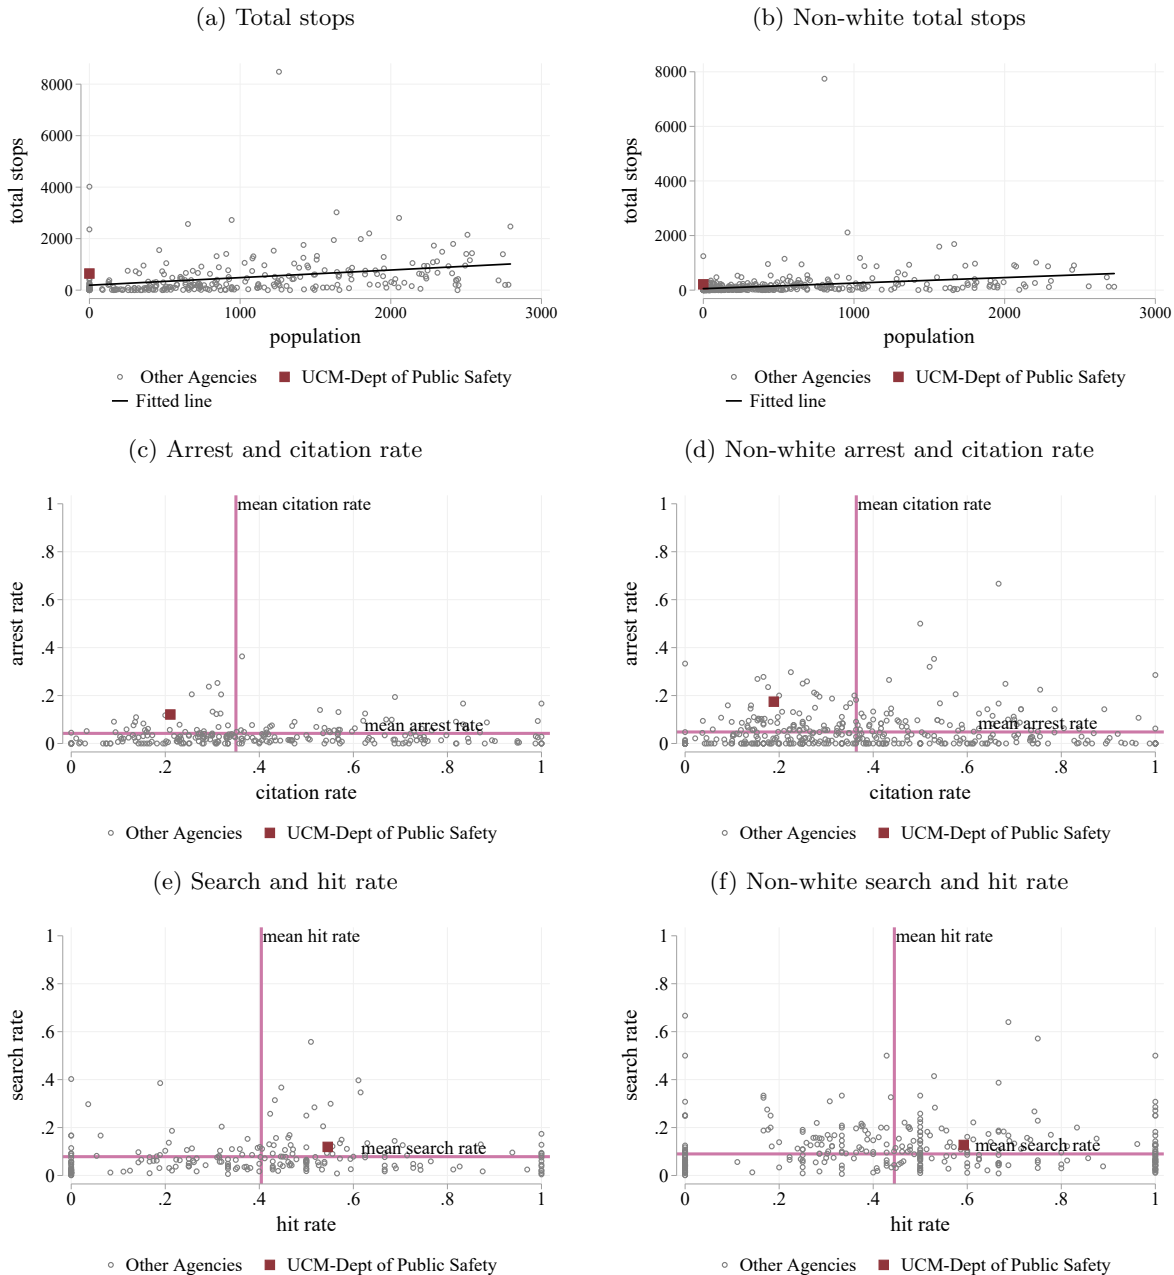 (a) Total stops
8000
6000
4000
2000
0
total stops
0 1000 2000 3000
population
Other Agencies UCM-Dept of Public Safety
Fitted line
(b) Non-white total stops
8000
6000
4000
2000
0
total stops
0 1000 2000 3000
population
Other Agencies UCM-Dept of Public Safety
Fitted line
(c) Arrest and citation rate
mean citation rate
1
.8
.6
.4
.2
0
arrest rate
mean arrest rate
0 .2 .4 .6 .8 1
citation rate
Other Agencies UCM-Dept of Public Safety
(d) Non-white arrest and citation rate
mean citation rate
1
.8
.6
.4
.2
0
arrest rate
mean arrest rate
0 .2 .4 .6 .8 1
citation rate
Other Agencies UCM-Dept of Public Safety
(e) Search and hit rate
mean hit rate
1
.8
.6
.4
.2
0
search rate
mean search rate
0 .2 .4 .6 .8 1
hit rate
Other Agencies UCM-Dept of Public Safety
(f) Non-white search and hit rate
mean hit rate
1
.8
.6
.4
.2
0
search rate
mean search rate
0 .2 .4 .6 .8 1
hit rate
Other Agencies UCM-Dept of Public Safety